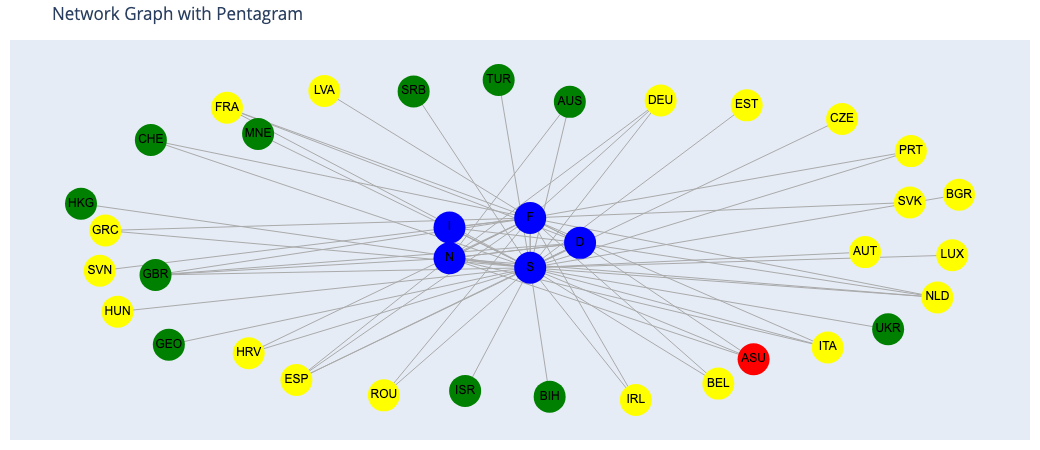 Network Graph with Pentagram
TUR
LVA
SRB
AUS
DEU
EST
FRA
CZE
MNE
CHE
PRT
BGR
SVK
HKG
F
I
GRC
D
AUT
LUX
N
S
SVN
GBR
NLD
HUN
UKR
GEO
ITA
HRV
ASU
ESP
BEL
ISR
ROU
BIH
IRL